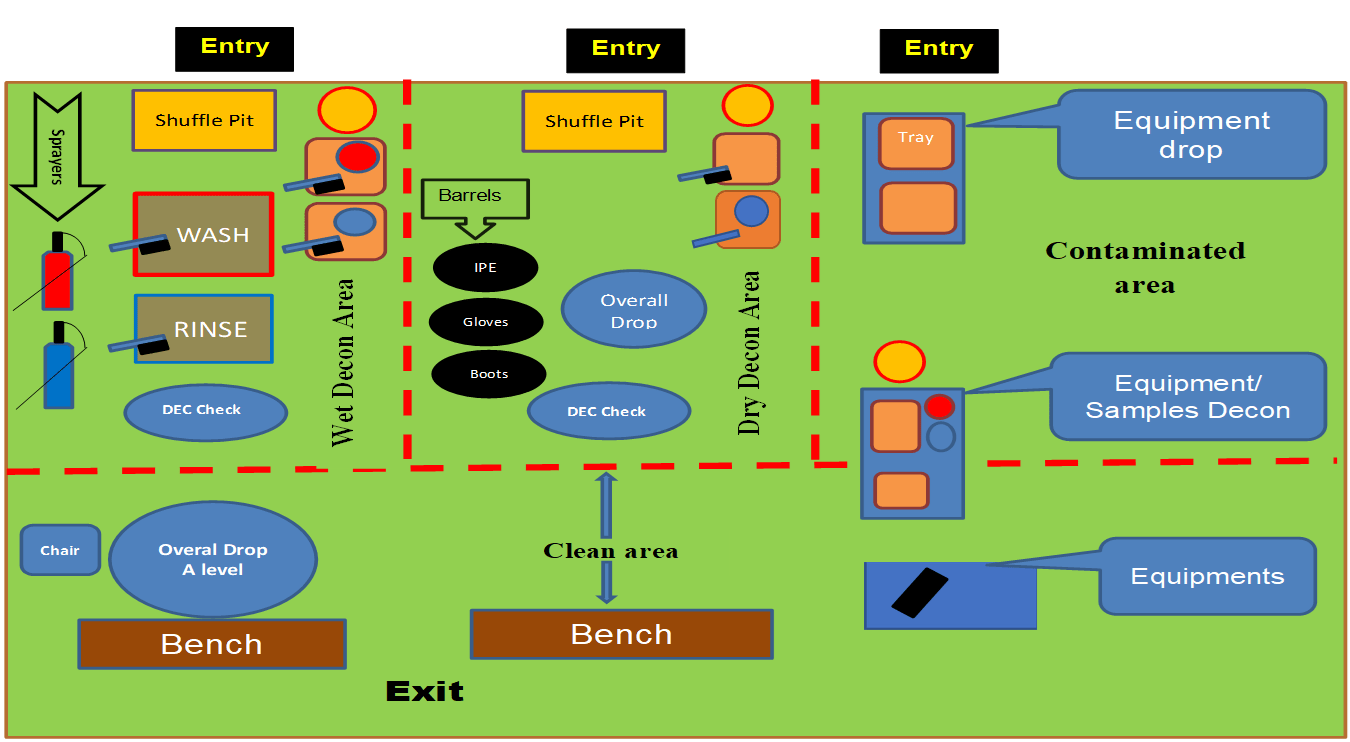 Entry
Entry
Entry
Sprayers
Shuffle Pit
WASH
RINSE
DEC Check
Wet Decon Area
Shuffle Pit
Barrels
IPE
Gloves
Boots
Overall
Drop
DEC Check
Dry Decon Area
Tray
Equipment
drop
Contaminated
area
Equipment/
Samples Decon
Chair
Overal Drop
A level
Bench
Clean area
Bench
Equipments
Exit